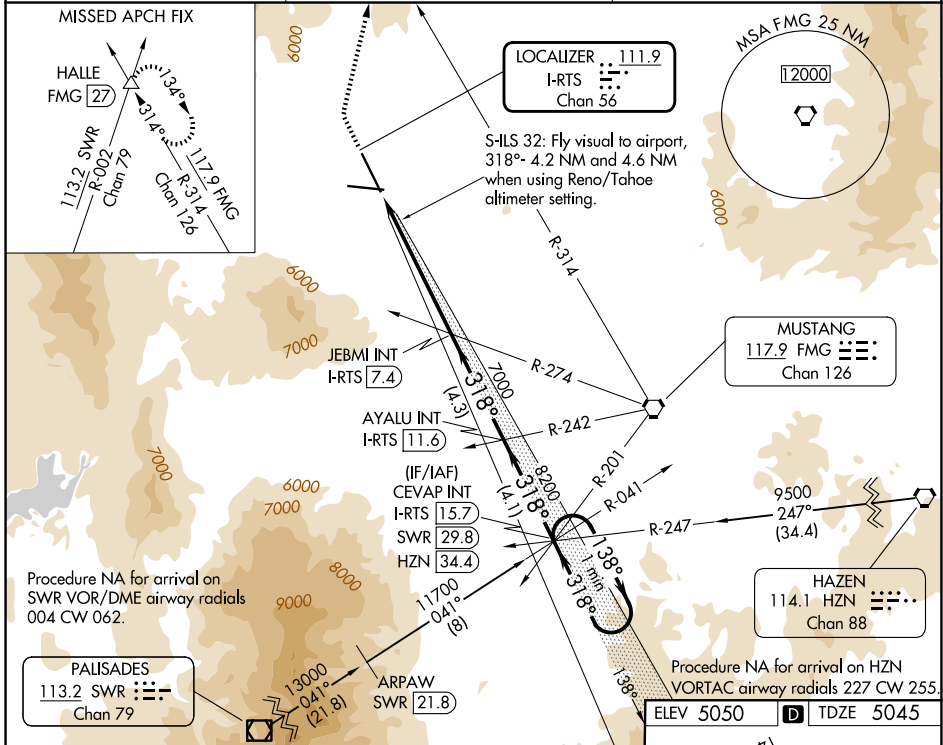 MISSED APCH FIX
HALLE
FMG 27
134°
314°
113.2 SWR
R-002
Chan 79
117.9 FMG
R-314
Chan 126
6000
LOCALIZER 111.9
I-RTS
Chan 56
MSA FMG 25 NM
12000
S-ILS 32: Fly visual to airport,
318°- 4.2 NM and 4.6 NM
when using Reno/Tahoe
altimeter setting.
6000
R-314
6000
7000
JEBMI INT
I-RTS 7.4
7000
318°
(4.3)
R-274
MUSTANG
117.9 FMG
Chan 126
AYALU INT
I-RTS 11.6
R-242
8200
318°
(4.1)
R-201
R-041
7000
6000
7000
8000
9000
(IF/IAF)
CEVAP INT
I-RTS 15.7
SWR 29.8
HZN 34.4
R-247
9500
247°
(34.4)
138°
1 min
318°
138°
HAZEN
114.1 HZN
Chan 88
Procedure NA for arrival on
SWR VOR/DME airway radials
004 CW 062.
11700
041°
(8)
13000
041°
(21.8)
ARPAW
SWR 21.8
PALISADES
113.2 SWR
Chan 79
Procedure NA for arrival on HZN
VORTAC airway radials 227 CW 255.
ELEV 5050 D TDZE 5045